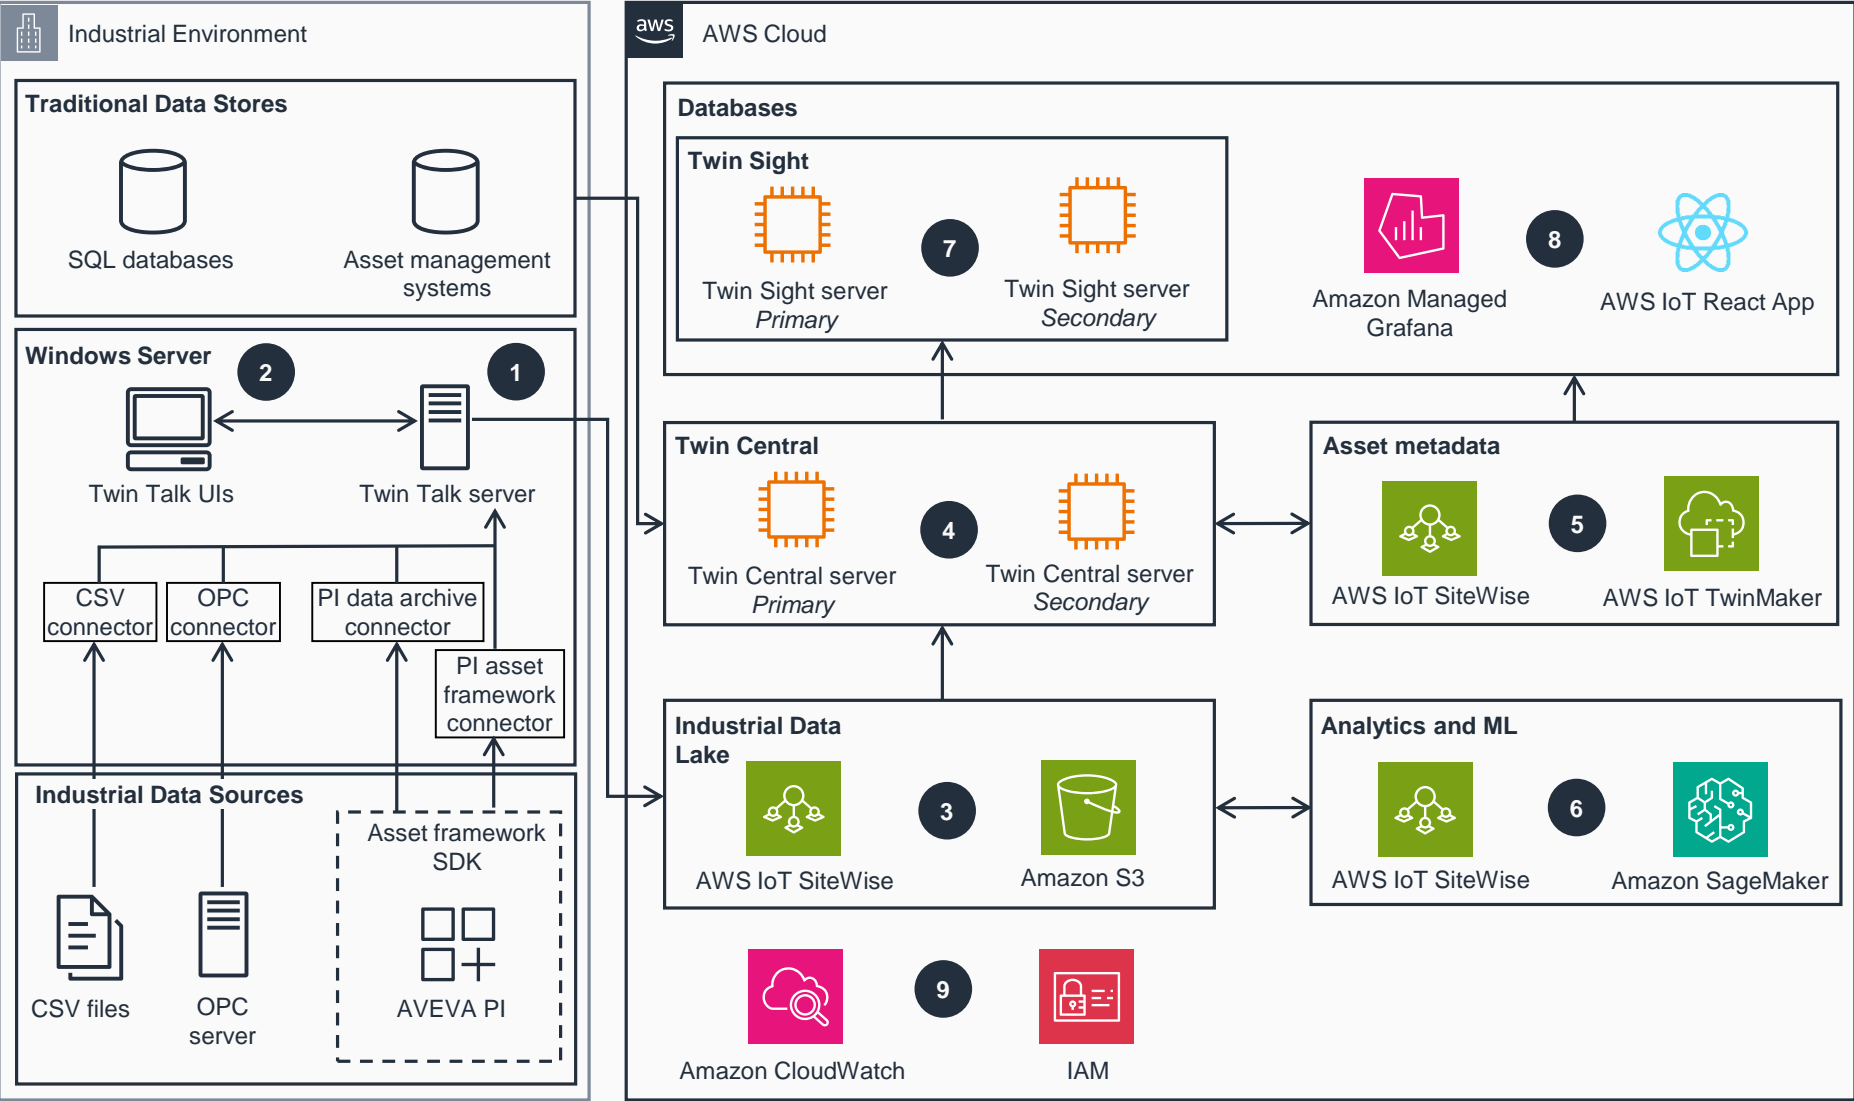 Industrial Environment
Traditional Data Stores
SQL databases
Asset management
systems
Windows Server
2
1
Twin Talk UIs
Twin Talk server
CSV
connector
OPC
connector
PI data archive
connector
PI asset
framework
connector
Industrial Data Sources
Asset framework
SDK
CSV files
OPC
server
AVEVA PI
aws
AWS Cloud
Databases
Twin Sight
7
Twin Sight server
Primary
Twin Sight server
Secondary
8
Amazon Managed
Grafana
AWS IoT React App
Twin Central
4
Twin Central server
Primary
Twin Central server
Secondary
Asset metadata
5
AWS IoT SiteWise
AWS IoT TwinMaker
Industrial Data
Lake
3
AWS IoT SiteWise
Amazon S3
Analytics and ML
6
AWS IoT SiteWise
Amazon SageMaker
9
Amazon CloudWatch
IAM